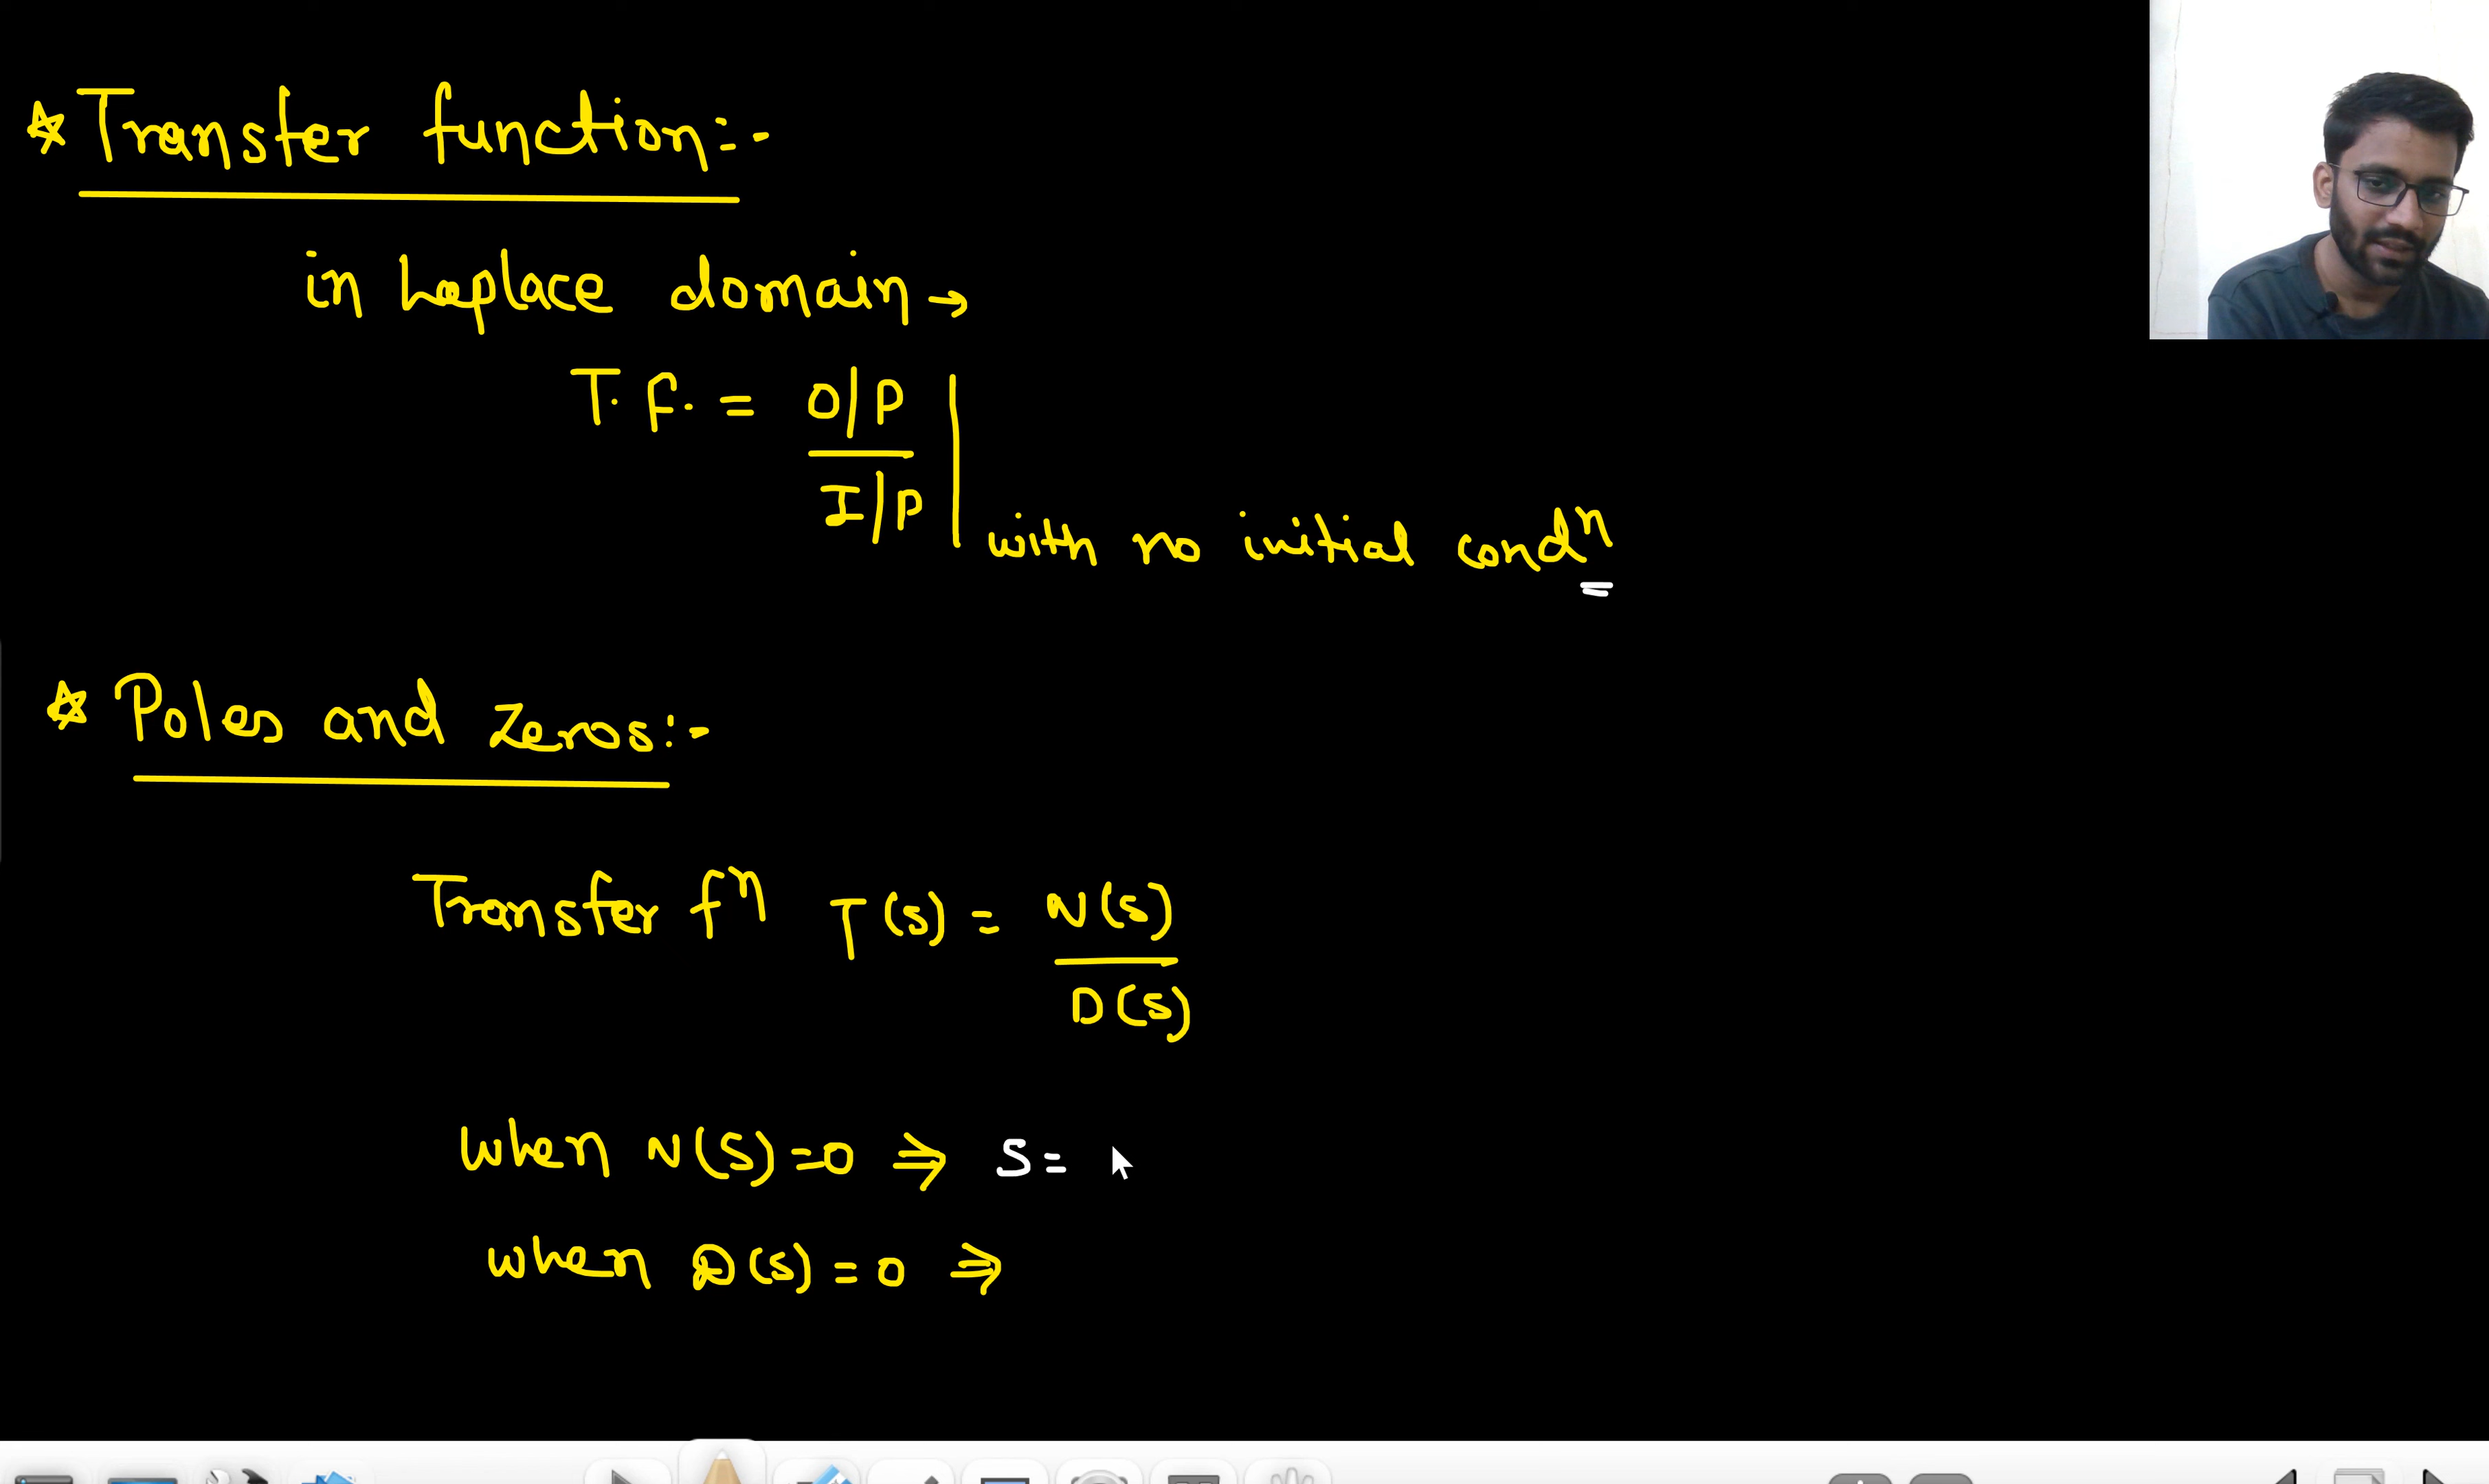 ☆ Transfer function:-
in Laplace domain →
T.F. = O/P
I/P
with no initial condⁿ
☆ Poles and Zeros:-
Transfer fⁿ T(s) = N(s)
D(s)
when N(s)=0 ⇒ S=
when D(s)=0 ⇒